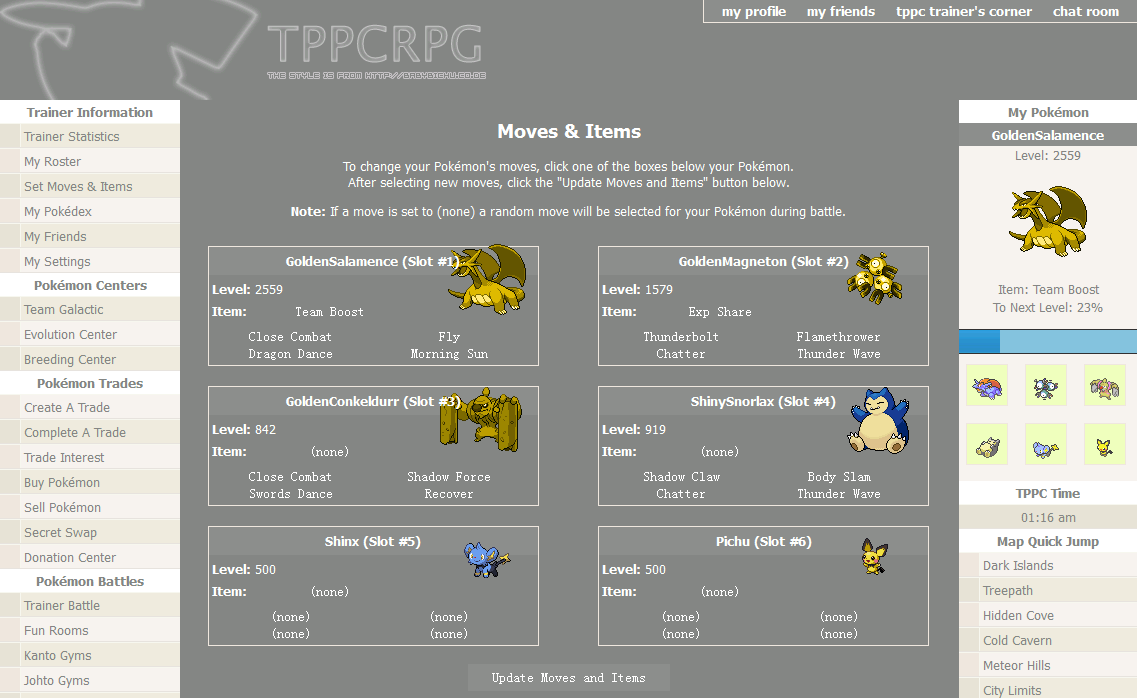 my profile my friends tppc trainer's corner chat room
TPPCRPG
THE STYLE IS FROM HTTP://BABYBICHU.CO.DE
Trainer Information
Trainer Statistics
My Roster
Set Moves & Items
My Pokédex
My Friends
My Settings
Pokémon Centers
Team Galactic
Evolution Center
Breeding Center
Pokémon Trades
Create A Trade
Complete A Trade
Trade Interest
Buy Pokémon
Sell Pokémon
Secret Swap
Donation Center
Pokémon Battles
Trainer Battle
Fun Rooms
Kanto Gyms
Johto Gyms
Moves & Items
To change your Pokémon's moves, click one of the boxes below your Pokémon.
After selecting new moves, click the "Update Moves and Items" button below.
Note: If a move is set to (none) a random move will be selected for your Pokémon during battle.
GoldenSalamence (Slot #1)
Level: 2559
Item: Team Boost
Close Combat Fly
Dragon Dance Morning Sun
GoldenMagneton (Slot #2)
Level: 1579
Item: Exp Share
Thunderbolt Flamethrower
Chatter Thunder Wave
GoldenConkeldurr (Slot #3)
Level: 842
Item: (none)
Close Combat Shadow Force
Swords Dance Recover
ShinySnorlax (Slot #4)
Level: 919
Item: (none)
Shadow Claw Body Slam
Chatter Thunder Wave
Shinx (Slot #5)
Level: 500
Item: (none)
(none) (none)
(none) (none)
Pichu (Slot #6)
Level: 500
Item: (none)
(none) (none)
(none) (none)
Update Moves and Items
My Pokémon
GoldenSalamence
Level: 2559
Item: Team Boost
To Next Level: 23%
TPPC Time
01:16 am
Map Quick Jump
Dark Islands
Treepath
Hidden Cove
Cold Cavern
Meteor Hills
City Limits